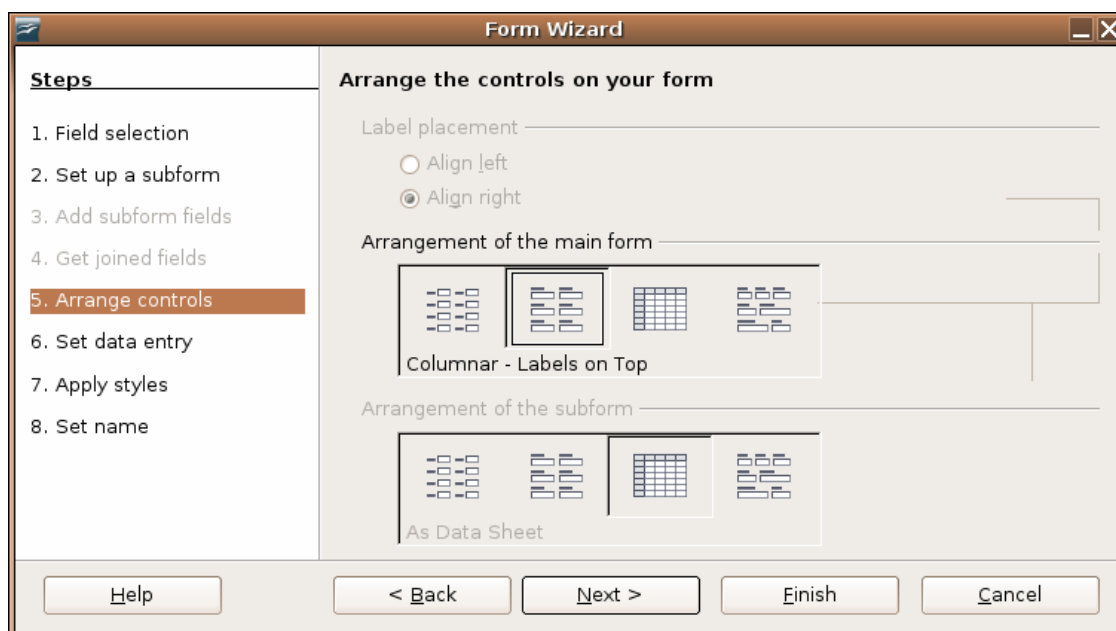 Form Wizard
Steps
1. Field selection
2. Set up a subform
3. Add subform fields
4. Get joined fields
5. Arrange controls
6. Set data entry
7. Apply styles
8. Set name
Arrange the controls on your form
Label placement
Align left
Align right
Arrangement of the main form
Columnar - Labels on Top
Arrangement of the subform
As Data Sheet
Help
< Back
Next >
Finish
Cancel